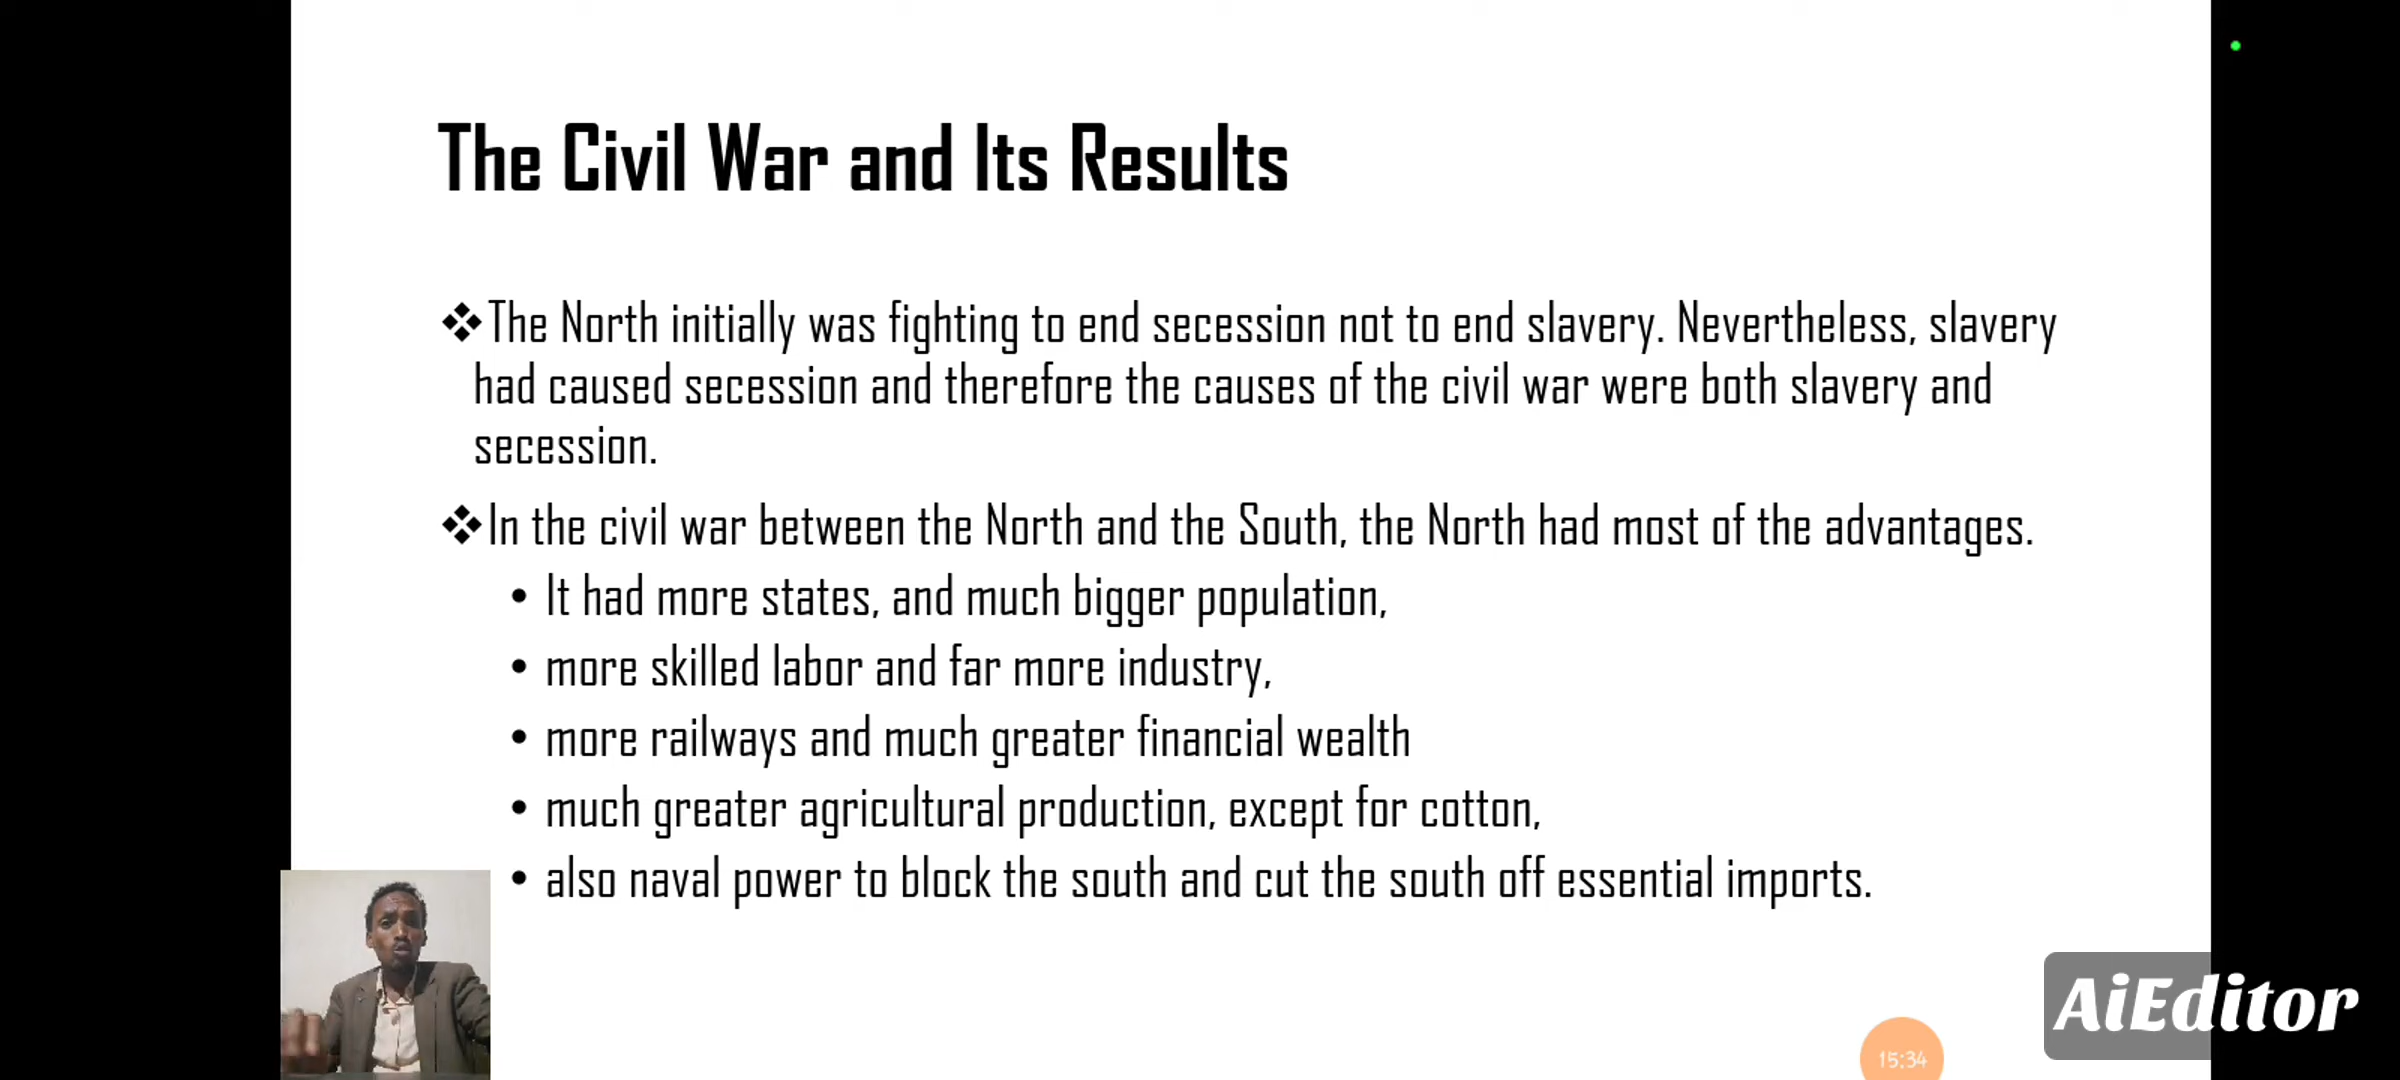 The Civil War and Its Results
❖The North initially was fighting to end secession not to end slavery. Nevertheless, slavery
had caused secession and therefore the causes of the civil war were both slavery and
secession.
❖In the civil war between the North and the South, the North had most of the advantages.
• It had more states, and much bigger population,
• more skilled labor and far more industry,
• more railways and much greater financial wealth
• much greater agricultural production, except for cotton,
• also naval power to block the south and cut the south off essential imports.
AiEditor
15:34